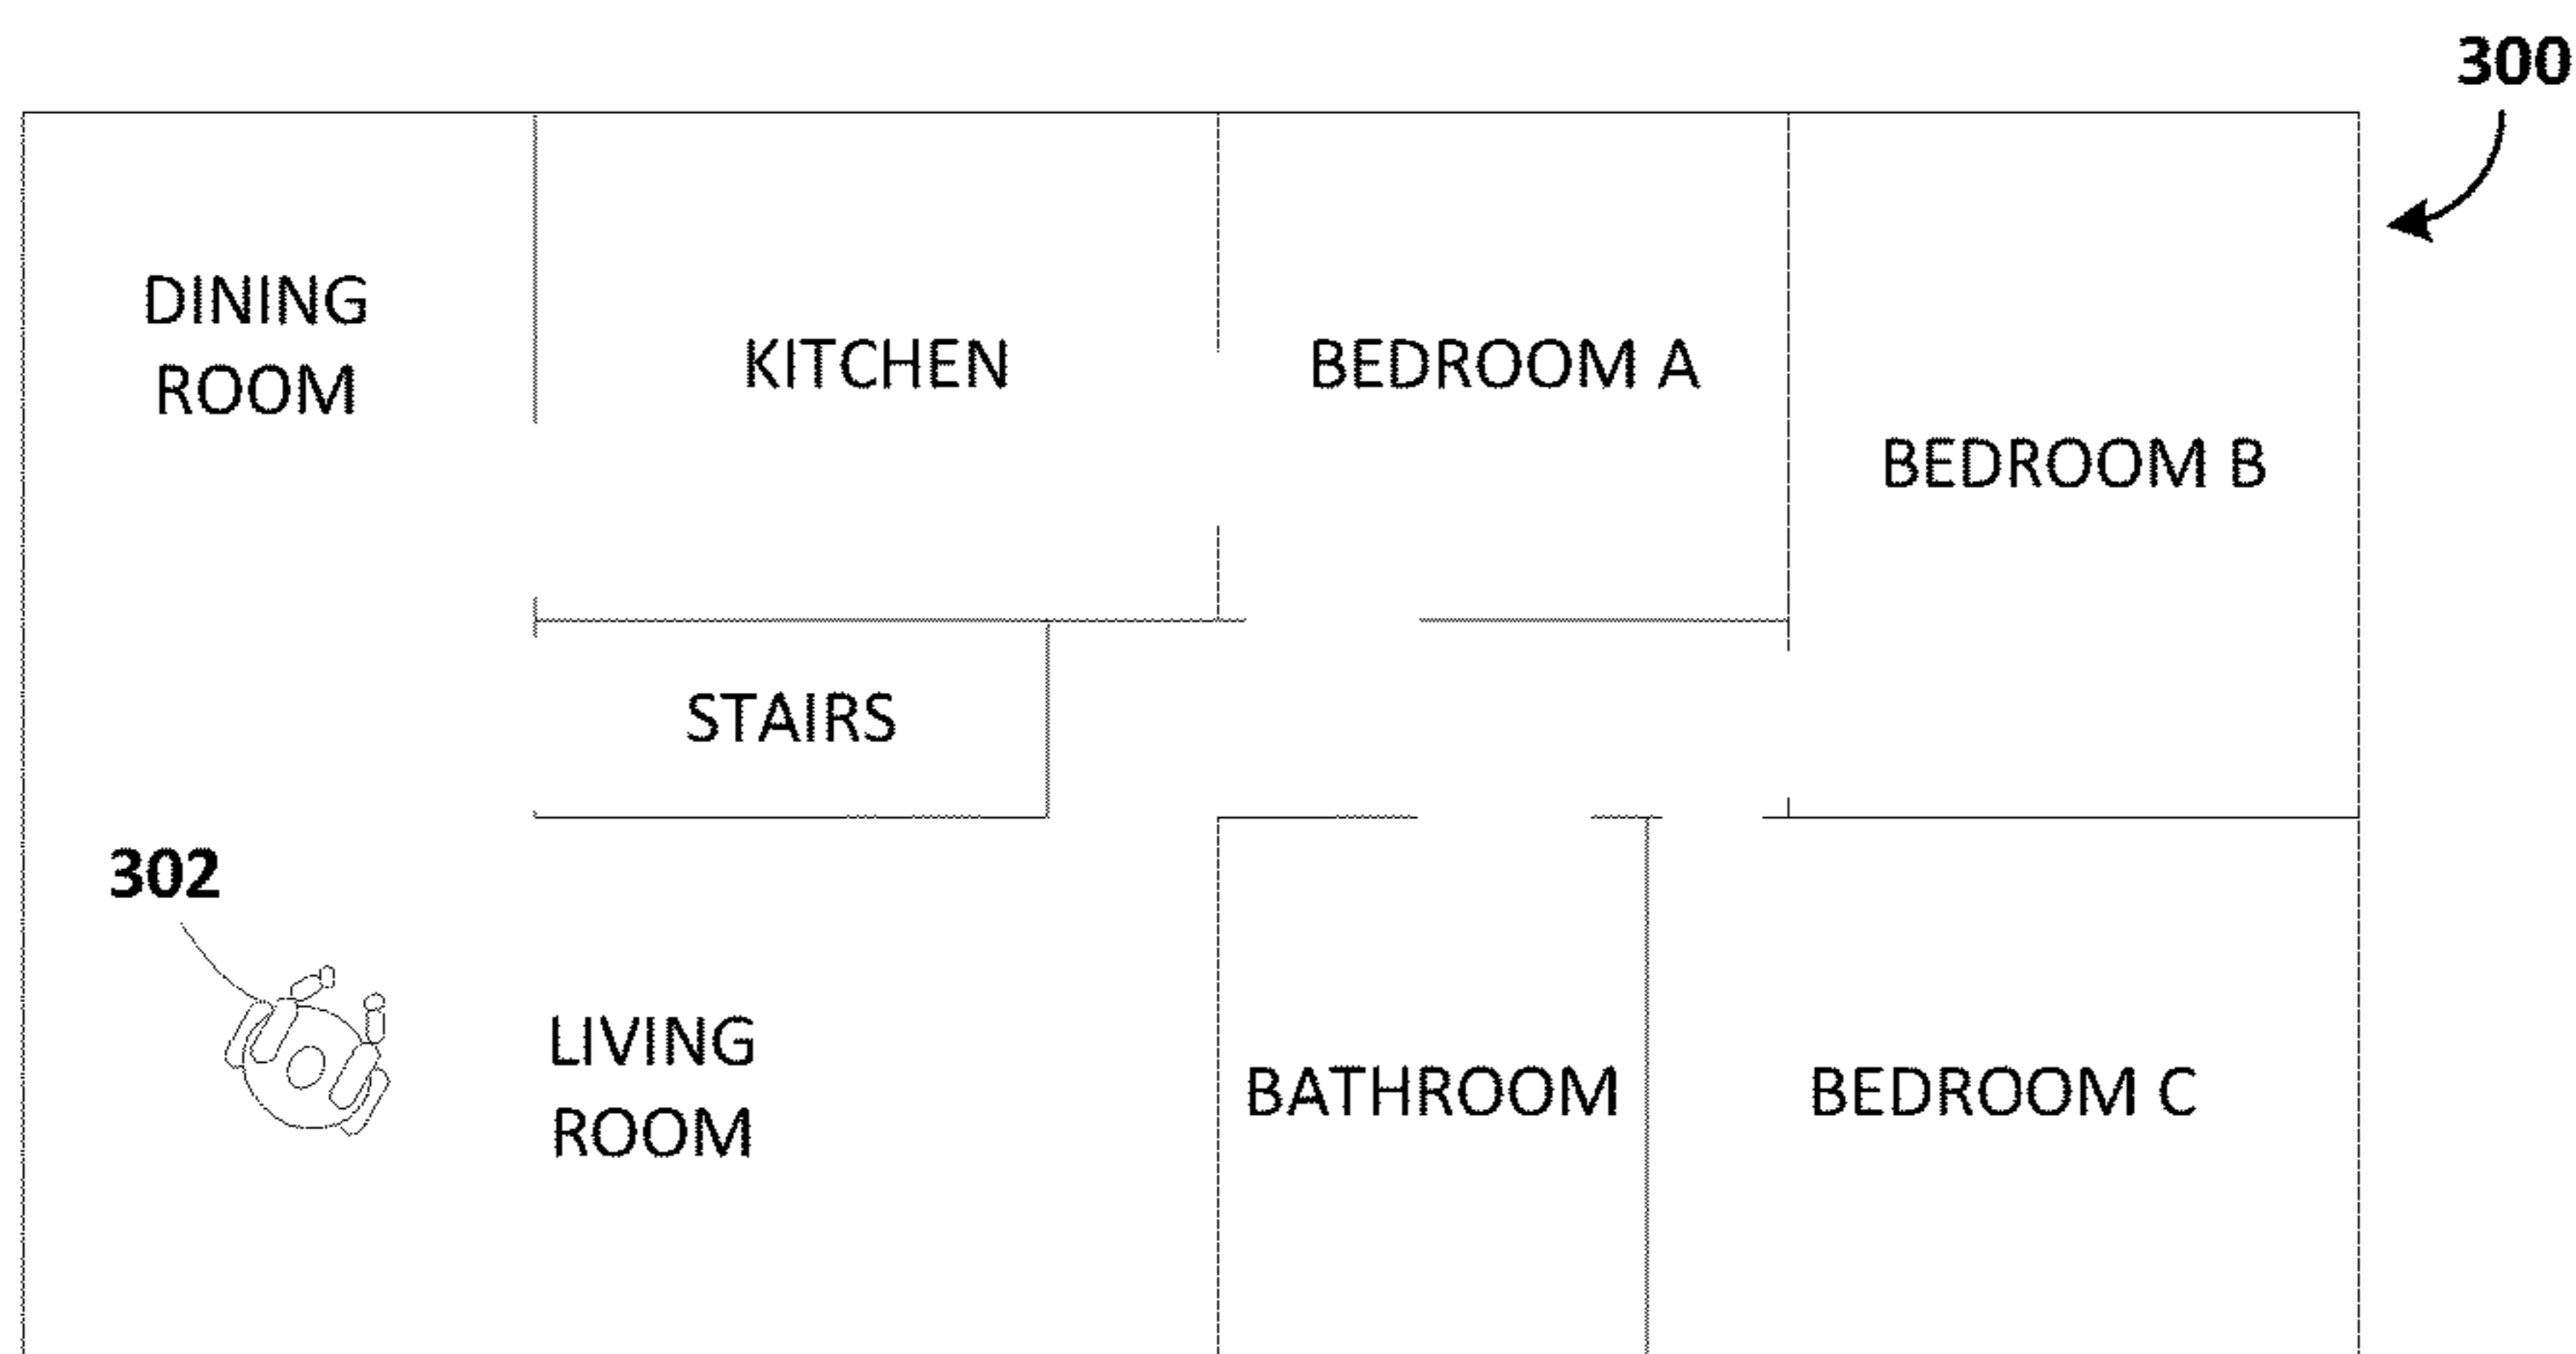 300
DINING
ROOM
KITCHEN
BEDROOM A
BEDROOM B
STAIRS
302
LIVING
ROOM
BATHROOM
BEDROOM C